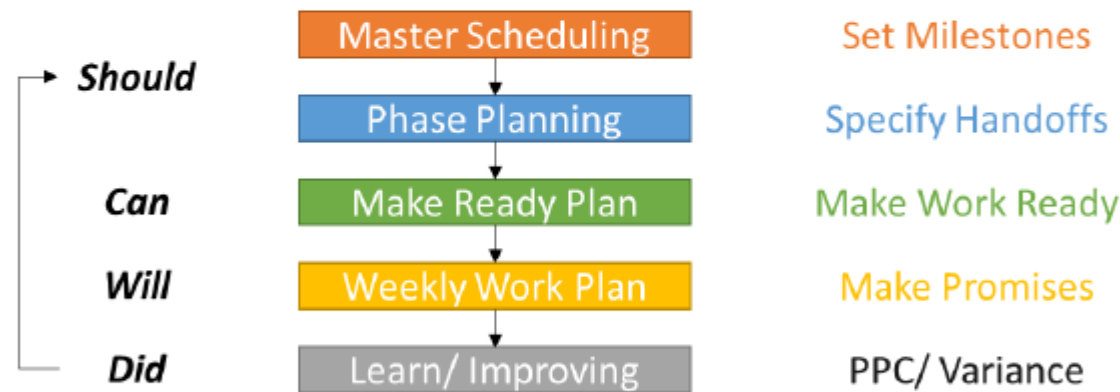 Master Scheduling
Set Milestones
Should
Phase Planning
Specify Handoffs
Can
Make Ready Plan
Make Work Ready
Will
Weekly Work Plan
Make Promises
Did
Learn/ Improving
PPC/ Variance